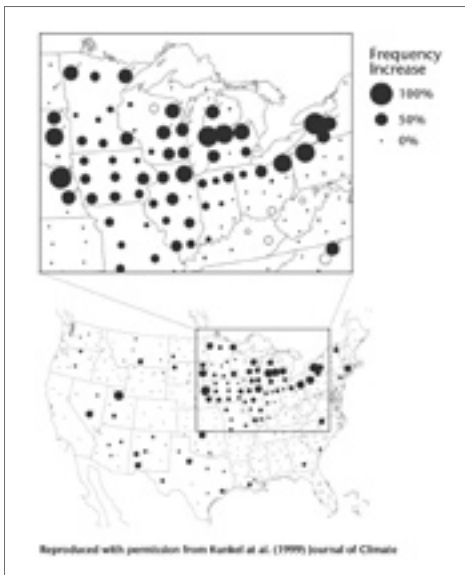 Frequency
Increase
100%
50%
0%
Reproduced with permission from Kunkel et al. (1999) Journal of Climate